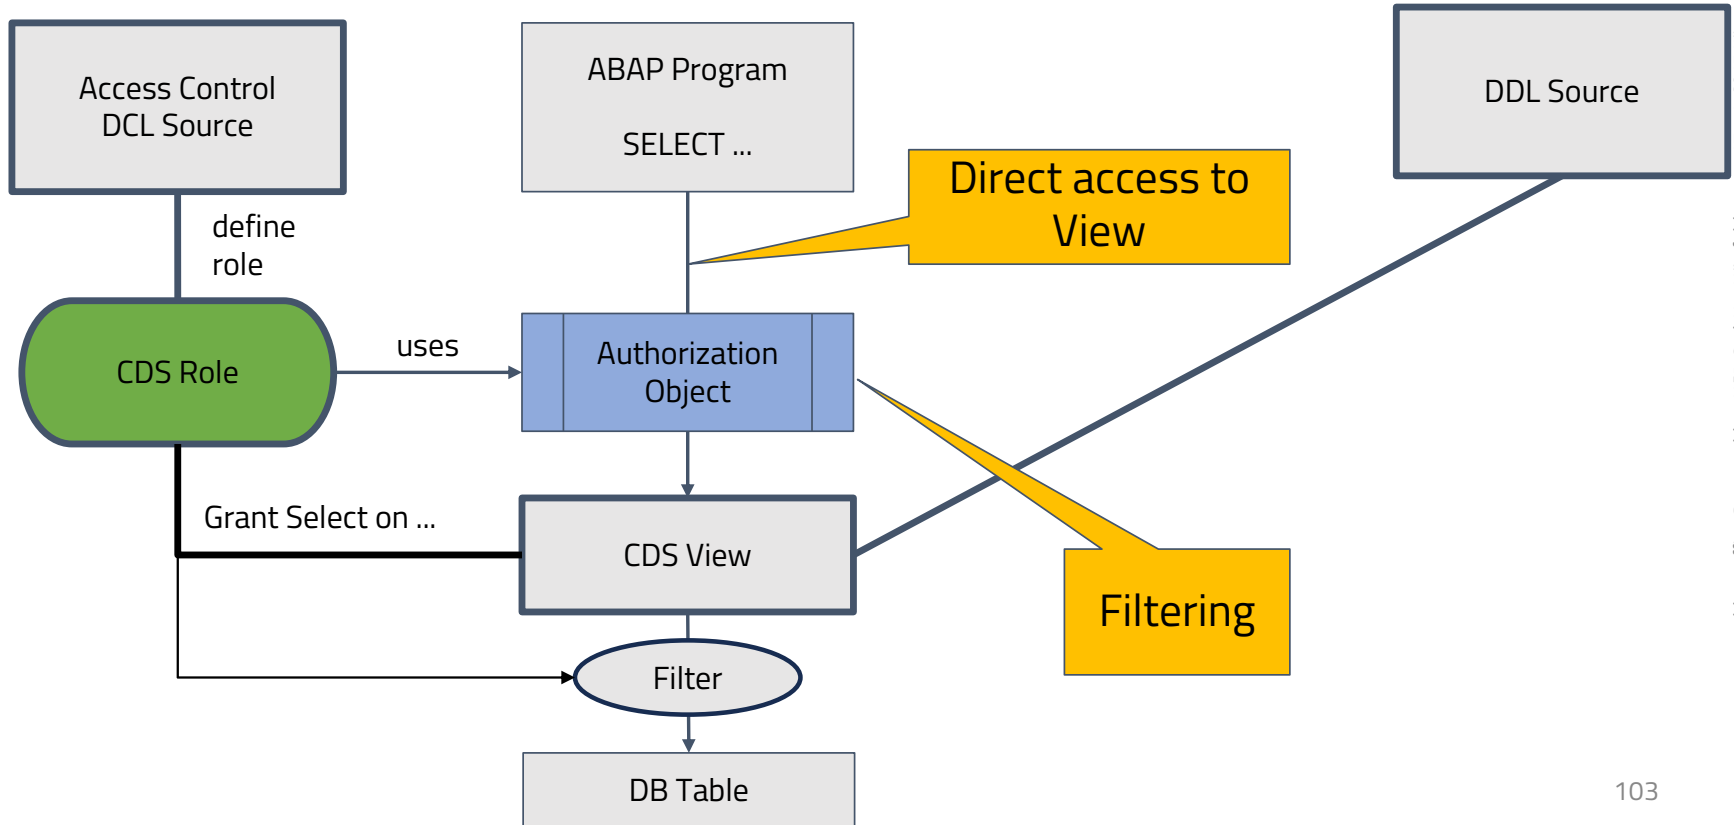 Access Control
DCL Source
ABAP Program
SELECT ...
DDL Source
Direct access to
View
define
role
CDS Role
uses
Authorization
Object
Grant Select on ...
CDS View
Filtering
Filter
DB Table
103